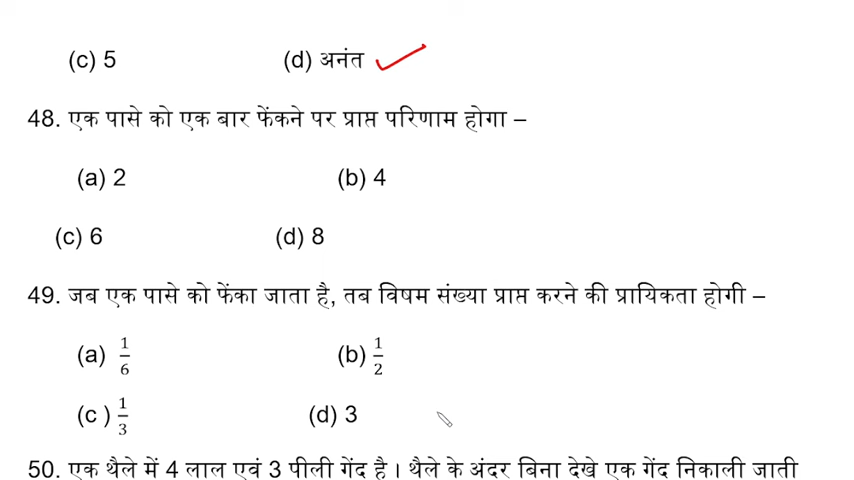 (c) 5 (d) अनंत
48. एक पासे को एक बार फेंकने पर प्राप्त परिणाम होगा –
(a) 2 (b) 4
(c) 6 (d) 8
49. जब एक पासे को फेंका जाता है, तब विषम संख्या प्राप्त करने की प्रायिकता होगी –
(a) 1/6 (b) 1/2
(c ) 1/3 (d) 3
50. एक थैले में 4 लाल एवं 3 पीली गेंद है। थैले के अंदर बिना देखे एक गेंद निकाली जाती